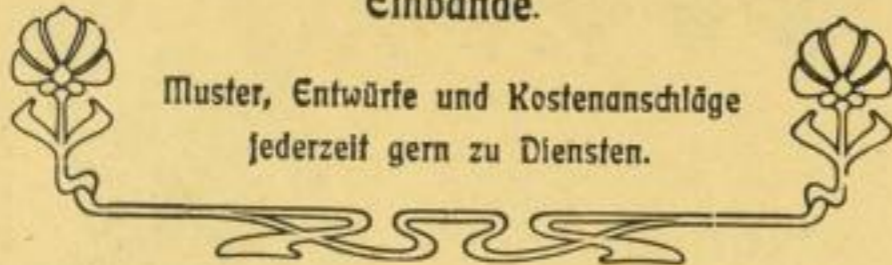 Einbände.
Muster, Entwürfe und Kostenanschläge
jederzeit gern zu Diensten.